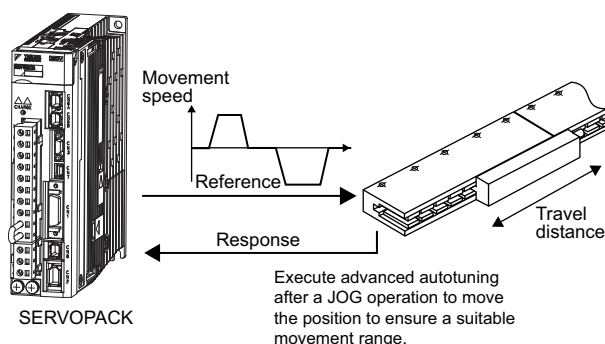 CHARGE
Movement
speed
Reference
Response
Travel
distance
SERVOPACK
Execute advanced autotuning
after a JOG operation to move
the position to ensure a suitable
movement range.